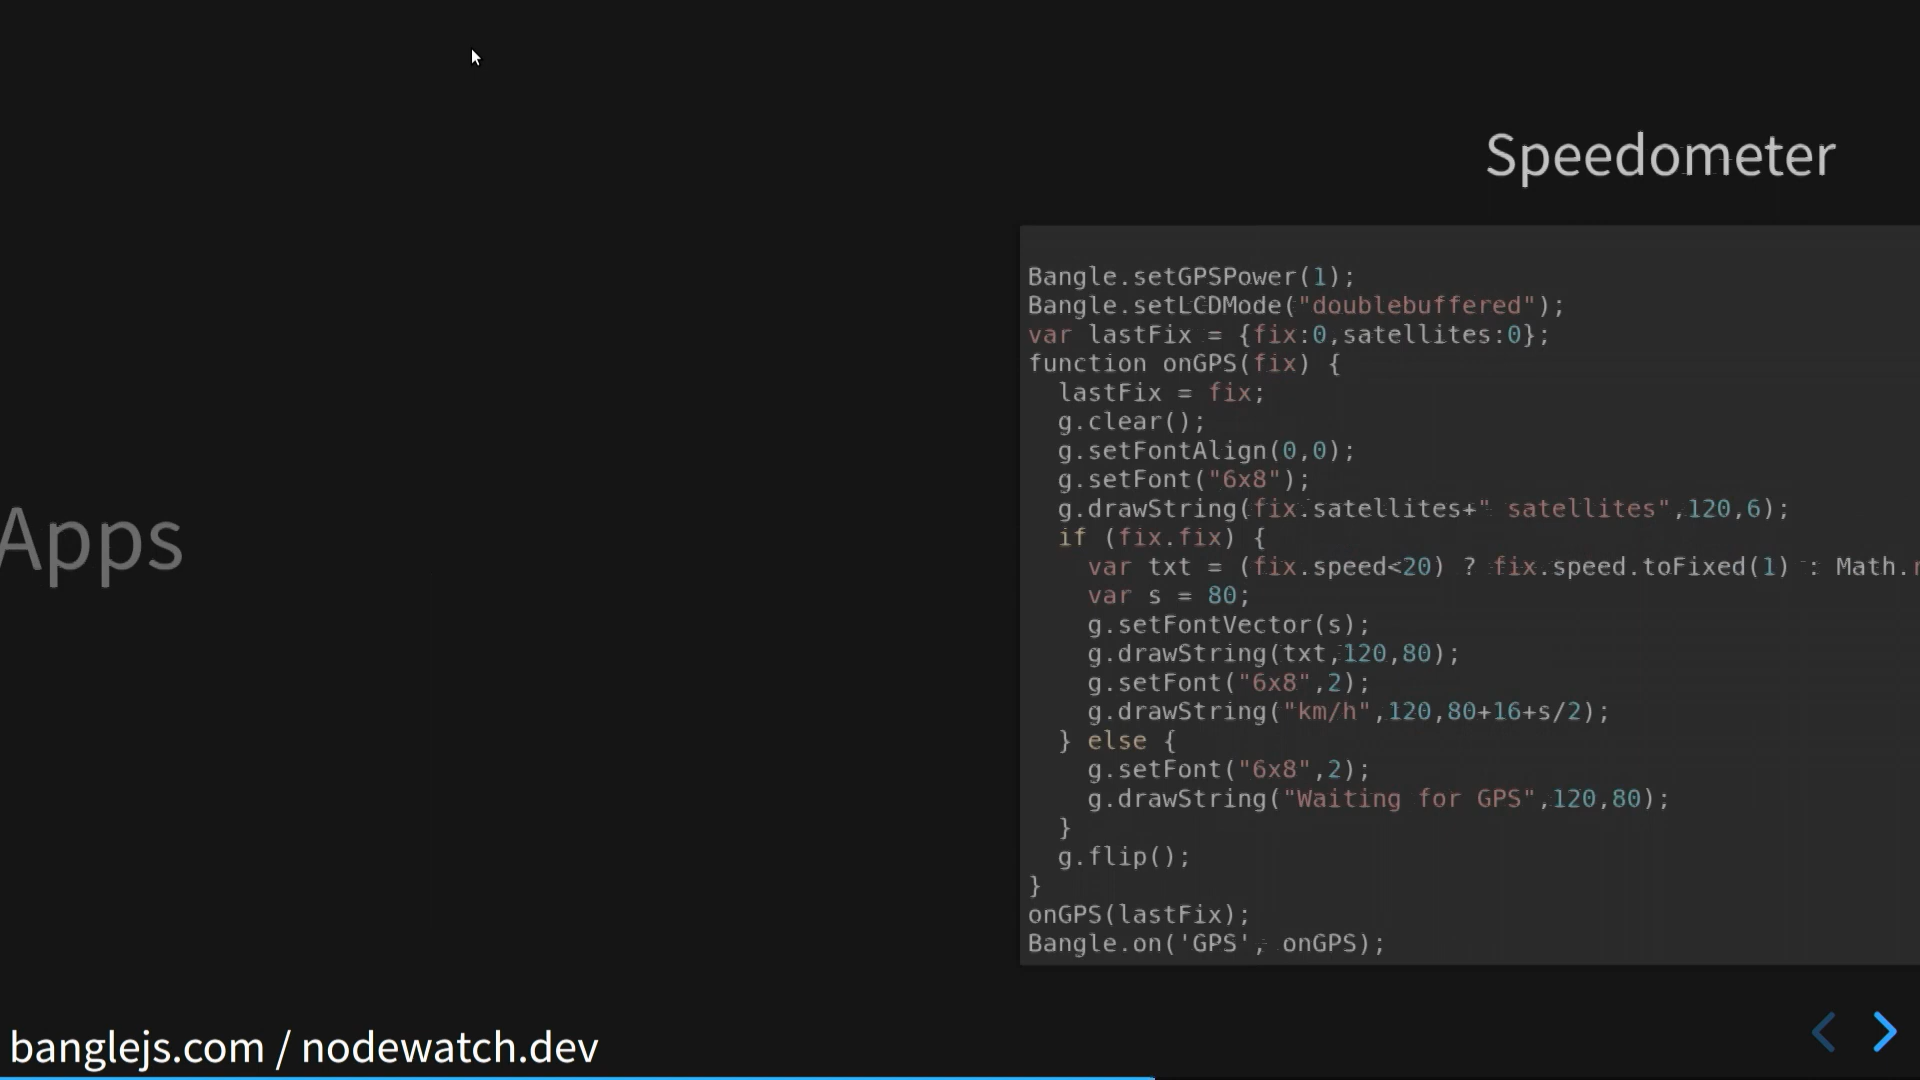 Apps
Speedometer
Bangle.setGPSPower(1);
Bangle.setLCDMode("doublebuffered");
var lastFix = {fix:0,satellites:0};
function onGPS(fix) {
  lastFix = fix;
  g.clear();
  g.setFontAlign(0,0);
  g.setFont("6x8");
  g.drawString(fix.satellites+" satellites",120,6);
  if (fix.fix) {
    var txt = (fix.speed<20) ? fix.speed.toFixed(1) : Math.r
    var s = 80;
    g.setFontVector(s);
    g.drawString(txt,120,80);
    g.setFont("6x8",2);
    g.drawString("km/h",120,80+16+s/2);
  } else {
    g.setFont("6x8",2);
    g.drawString("Waiting for GPS",120,80);
  }
  g.flip();
}
onGPS(lastFix);
Bangle.on('GPS', onGPS);
banglejs.com / nodewatch.dev